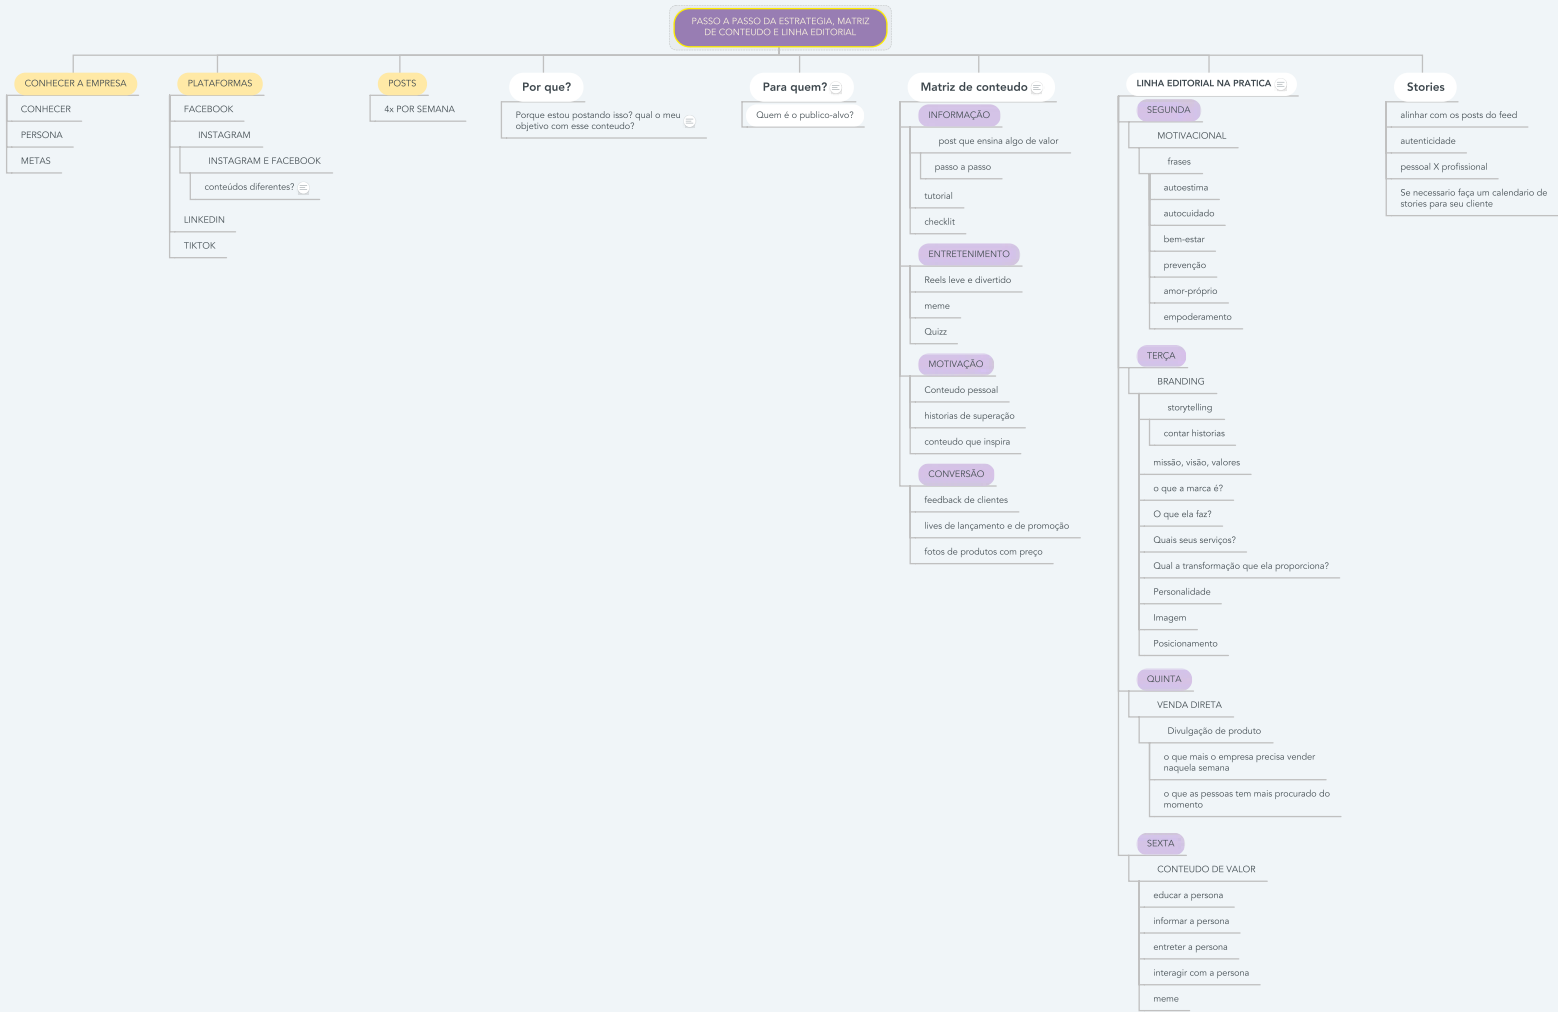 PASSO A PASSO DA ESTRATEGIA, MATRIZ
DE CONTEUDO E LINHA EDITORIAL
CONHECER A EMPRESA
CONHECER
PERSONA
METAS
PLATAFORMAS
FACEBOOK
INSTAGRAM
INSTAGRAM E FACEBOOK
conteúdos diferentes?
LINKEDIN
TIKTOK
POSTS
4x POR SEMANA
Por que?
Porque estou postando isso? qual o meu
objetivo com esse conteudo?
Para quem?
Quem é o publico-alvo?
Matriz de conteudo
INFORMAÇÃO
post que ensina algo de valor
passo a passo
tutorial
checklit
ENTRETENIMENTO
Reels leve e divertido
meme
Quizz
MOTIVAÇÃO
Conteudo pessoal
historias de superação
conteudo que inspira
CONVERSÃO
feedback de clientes
lives de lançamento e de promoção
fotos de produtos com preço
LINHA EDITORIAL NA PRATICA
SEGUNDA
MOTIVACIONAL
frases
autoestima
autocuidado
bem-estar
prevenção
amor-próprio
empoderamento
TERÇA
BRANDING
storytelling
contar historias
missão, visão, valores
o que a marca é?
O que ela faz?
Quais seus serviços?
Qual a transformação que ela proporciona?
Personalidade
Imagem
Posicionamento
QUINTA
VENDA DIRETA
Divulgação de produto
o que mais o empresa precisa vender
naquela semana
o que as pessoas tem mais procurado do
momento
SEXTA
CONTEUDO DE VALOR
educar a persona
informar a persona
entreter a persona
interagir com a persona
meme
Stories
alinhar com os posts do feed
autenticidade
pessoal X profissional
Se necessario faça um calendario de
stories para seu cliente